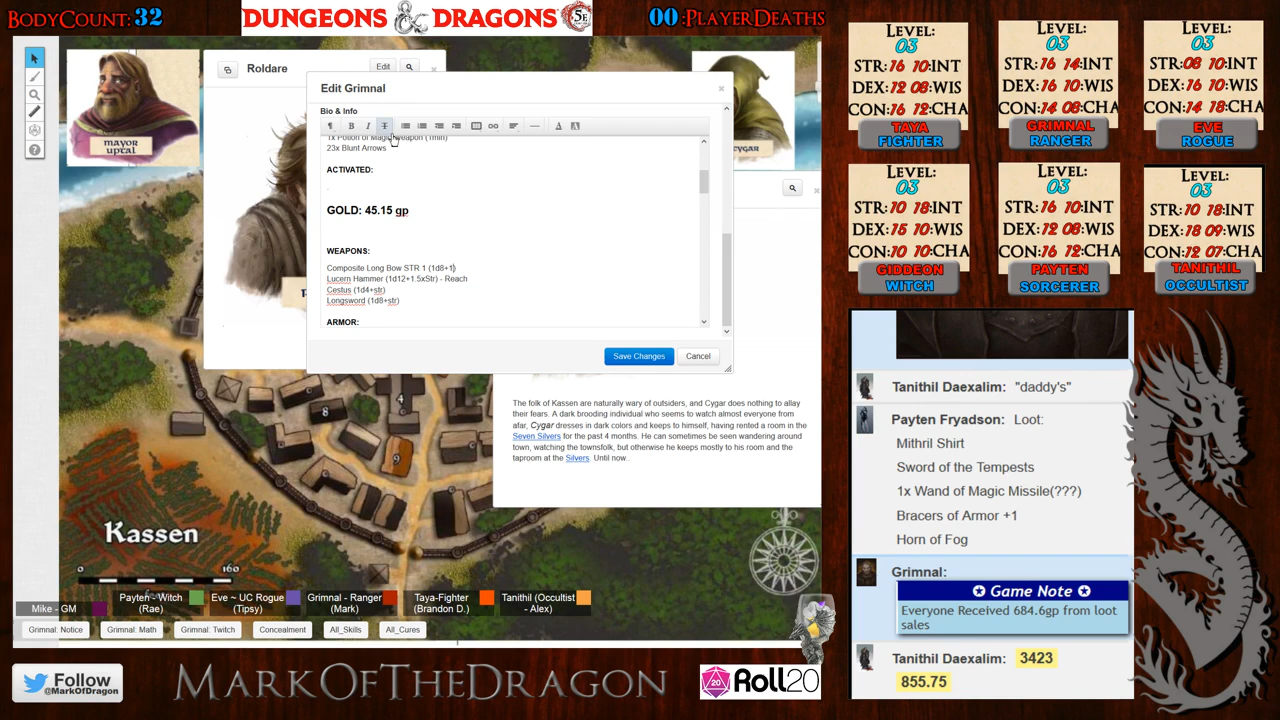 BodyCount: 32
DUNGEONS & DRAGONS 5E
00 :PlayerDeaths
mayor
uptal
Roldare
Edit
cygar
Edit Grimnal
Bio & Info
1x Potion of Magic Weapon (1min)
23x Blunt Arrows
ACTIVATED:
GOLD: 45.15 gp
WEAPONS:
Composite Long Bow STR 1 (1d8+1)
Lucern Hammer (1d12+1.5xStr) - Reach
Cestus (1d4+str)
Longsword (1d8+str)
ARMOR:
Save Changes
Cancel
The folk of Kassen are naturally wary of outsiders, and Cygar does nothing to allay
their fears. A dark brooding individual who seems to watch almost everyone from
afar, Cygar dresses in dark colors and keeps to himself, having rented a room in the
Seven Silvers for the past 4 months. He can sometimes be seen wandering around
town, watching the townsfolk, but otherwise he keeps mostly to his room and the
taproom at the Silvers. Until now..
8
4
9
Kassen
0
160
Mike - GM
Payten ~ Witch
(Rae)
Eve ~ UC Rogue
(Tipsy)
Grimnal - Ranger
(Mark)
Taya-Fighter
(Brandon D.)
Tanithil (Occultist
- Alex)
Grimnal: Notice
Grimnal: Math
Grimnal: Twitch
Concealment
All_Skills
All_Cures
Follow
@MarkOfDragon
MarkOfTheDragon
20
Roll20
Level:
03
STR:16 10:INT
DEX:12 08:WIS
CON:16 12:CHA
TAYA
FIGHTER
Level:
03
STR:16 14:INT
DEX:16 10:WIS
CON:14 08:CHA
GRIMNAL
RANGER
Level:
03
STR:08 10:INT
DEX:16 10:WIS
CON:14 18:CHA
EVE
ROGUE
Level:
03
STR:10 18:INT
DEX:15 10:WIS
CON:10 10:CHA
GIDDEON
WITCH
Level:
03
STR:16 10:INT
DEX:12 08:WIS
CON:16 12:CHA
PAYTEN
SORCERER
Level:
03
STR:10 18:INT
DEX:18 09:WIS
CON:12 07:CHA
TANITHIL
OCCULTIST
Tanithil Daexalim: "daddy's"
Payten Fryadson: Loot:
Mithril Shirt
Sword of the Tempests
1x Wand of Magic Missile(???)
Bracers of Armor +1
Horn of Fog
Grimnal:
Game Note
Everyone Received 684.6gp from loot
sales
Tanithil Daexalim: 3423
855.75